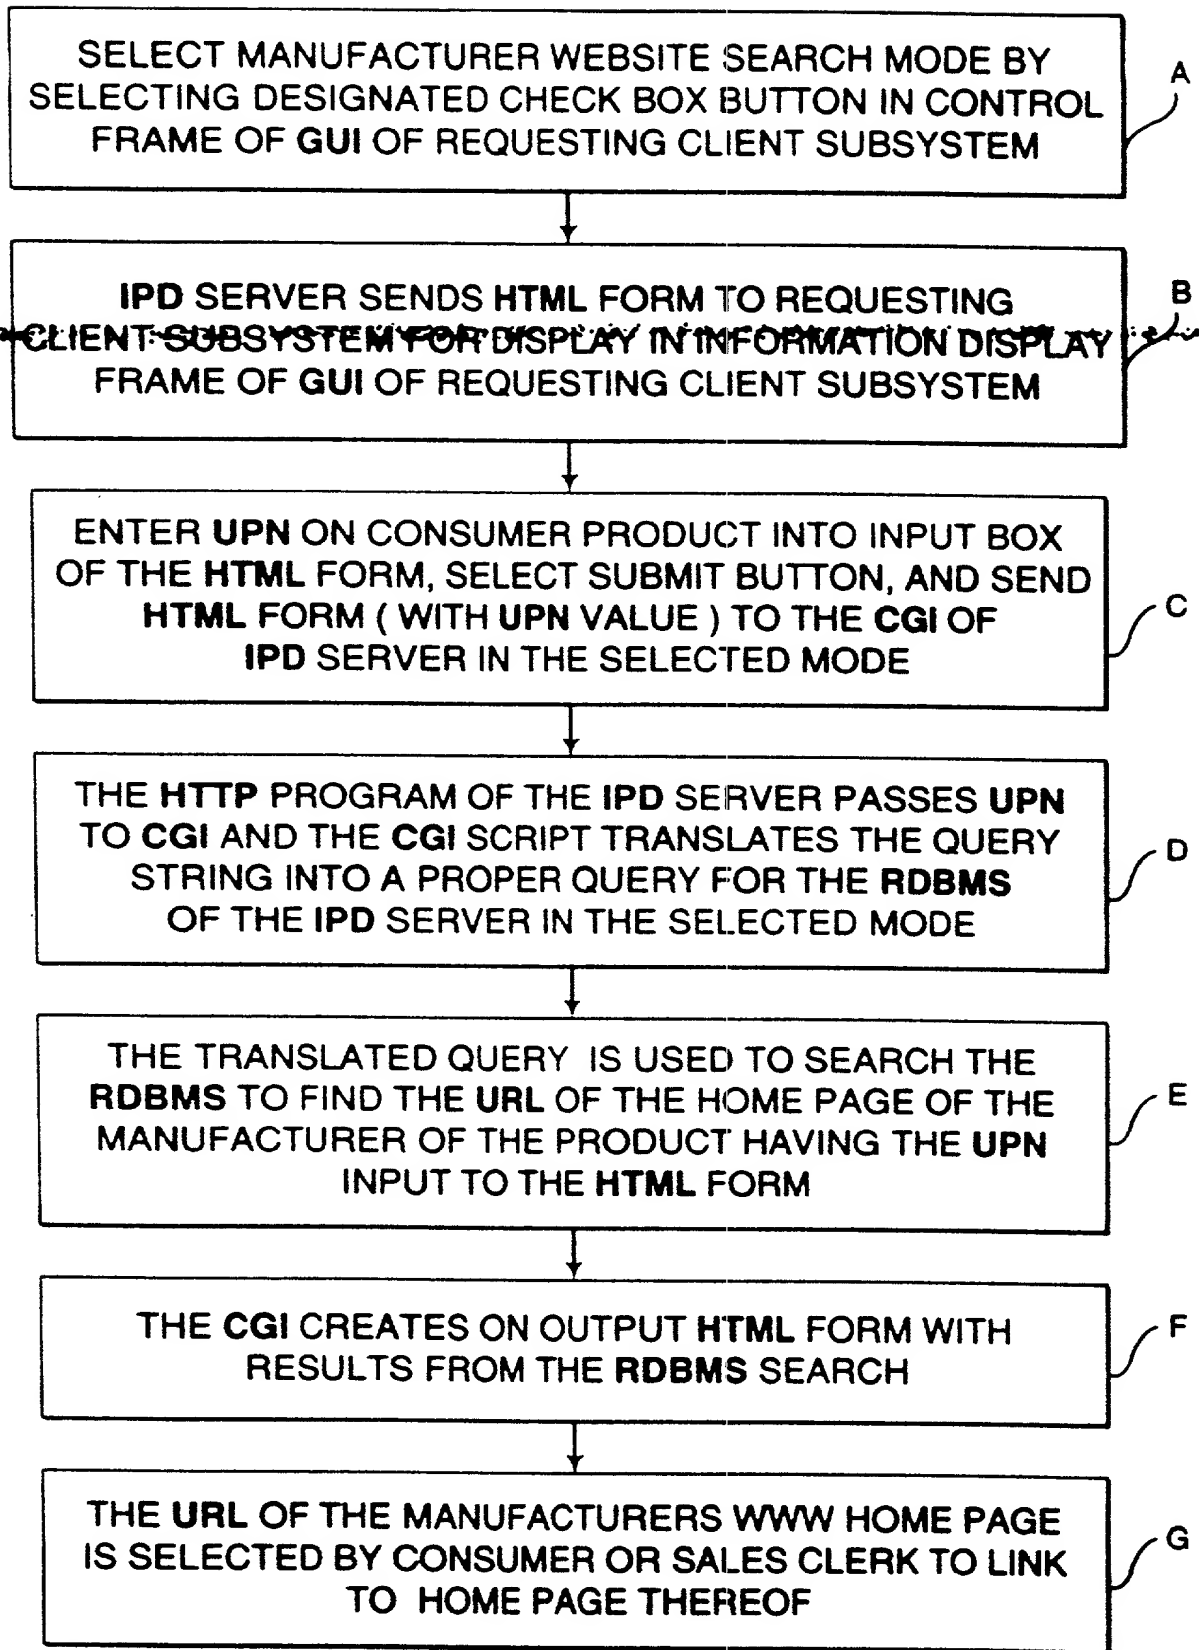 SELECT MANUFACTURER WEBSITE SEARCH MODE BY
SELECTING DESIGNATED CHECK BOX BUTTON IN CONTROL
FRAME OF GUI OF REQUESTING CLIENT SUBSYSTEM
A
IPD SERVER SENDS HTML FORM TO REQUESTING
CLIENT SUBSYSTEM FOR DISPLAY IN INFORMATION DISPLAY
FRAME OF GUI OF REQUESTING CLIENT SUBSYSTEM
B
ENTER UPN ON CONSUMER PRODUCT INTO INPUT BOX
OF THE HTML FORM, SELECT SUBMIT BUTTON, AND SEND
HTML FORM ( WITH UPN VALUE ) TO THE CGI OF
IPD SERVER IN THE SELECTED MODE
C
THE HTTP PROGRAM OF THE IPD SERVER PASSES UPN
TO CGI AND THE CGI SCRIPT TRANSLATES THE QUERY
STRING INTO A PROPER QUERY FOR THE RDBMS
OF THE IPD SERVER IN THE SELECTED MODE
D
THE TRANSLATED QUERY IS USED TO SEARCH THE
RDBMS TO FIND THE URL OF THE HOME PAGE OF THE
MANUFACTURER OF THE PRODUCT HAVING THE UPN
INPUT TO THE HTML FORM
E
THE CGI CREATES ON OUTPUT HTML FORM WITH
RESULTS FROM THE RDBMS SEARCH
F
THE URL OF THE MANUFACTURERS WWW HOME PAGE
IS SELECTED BY CONSUMER OR SALES CLERK TO LINK
TO HOME PAGE THEREOF
G